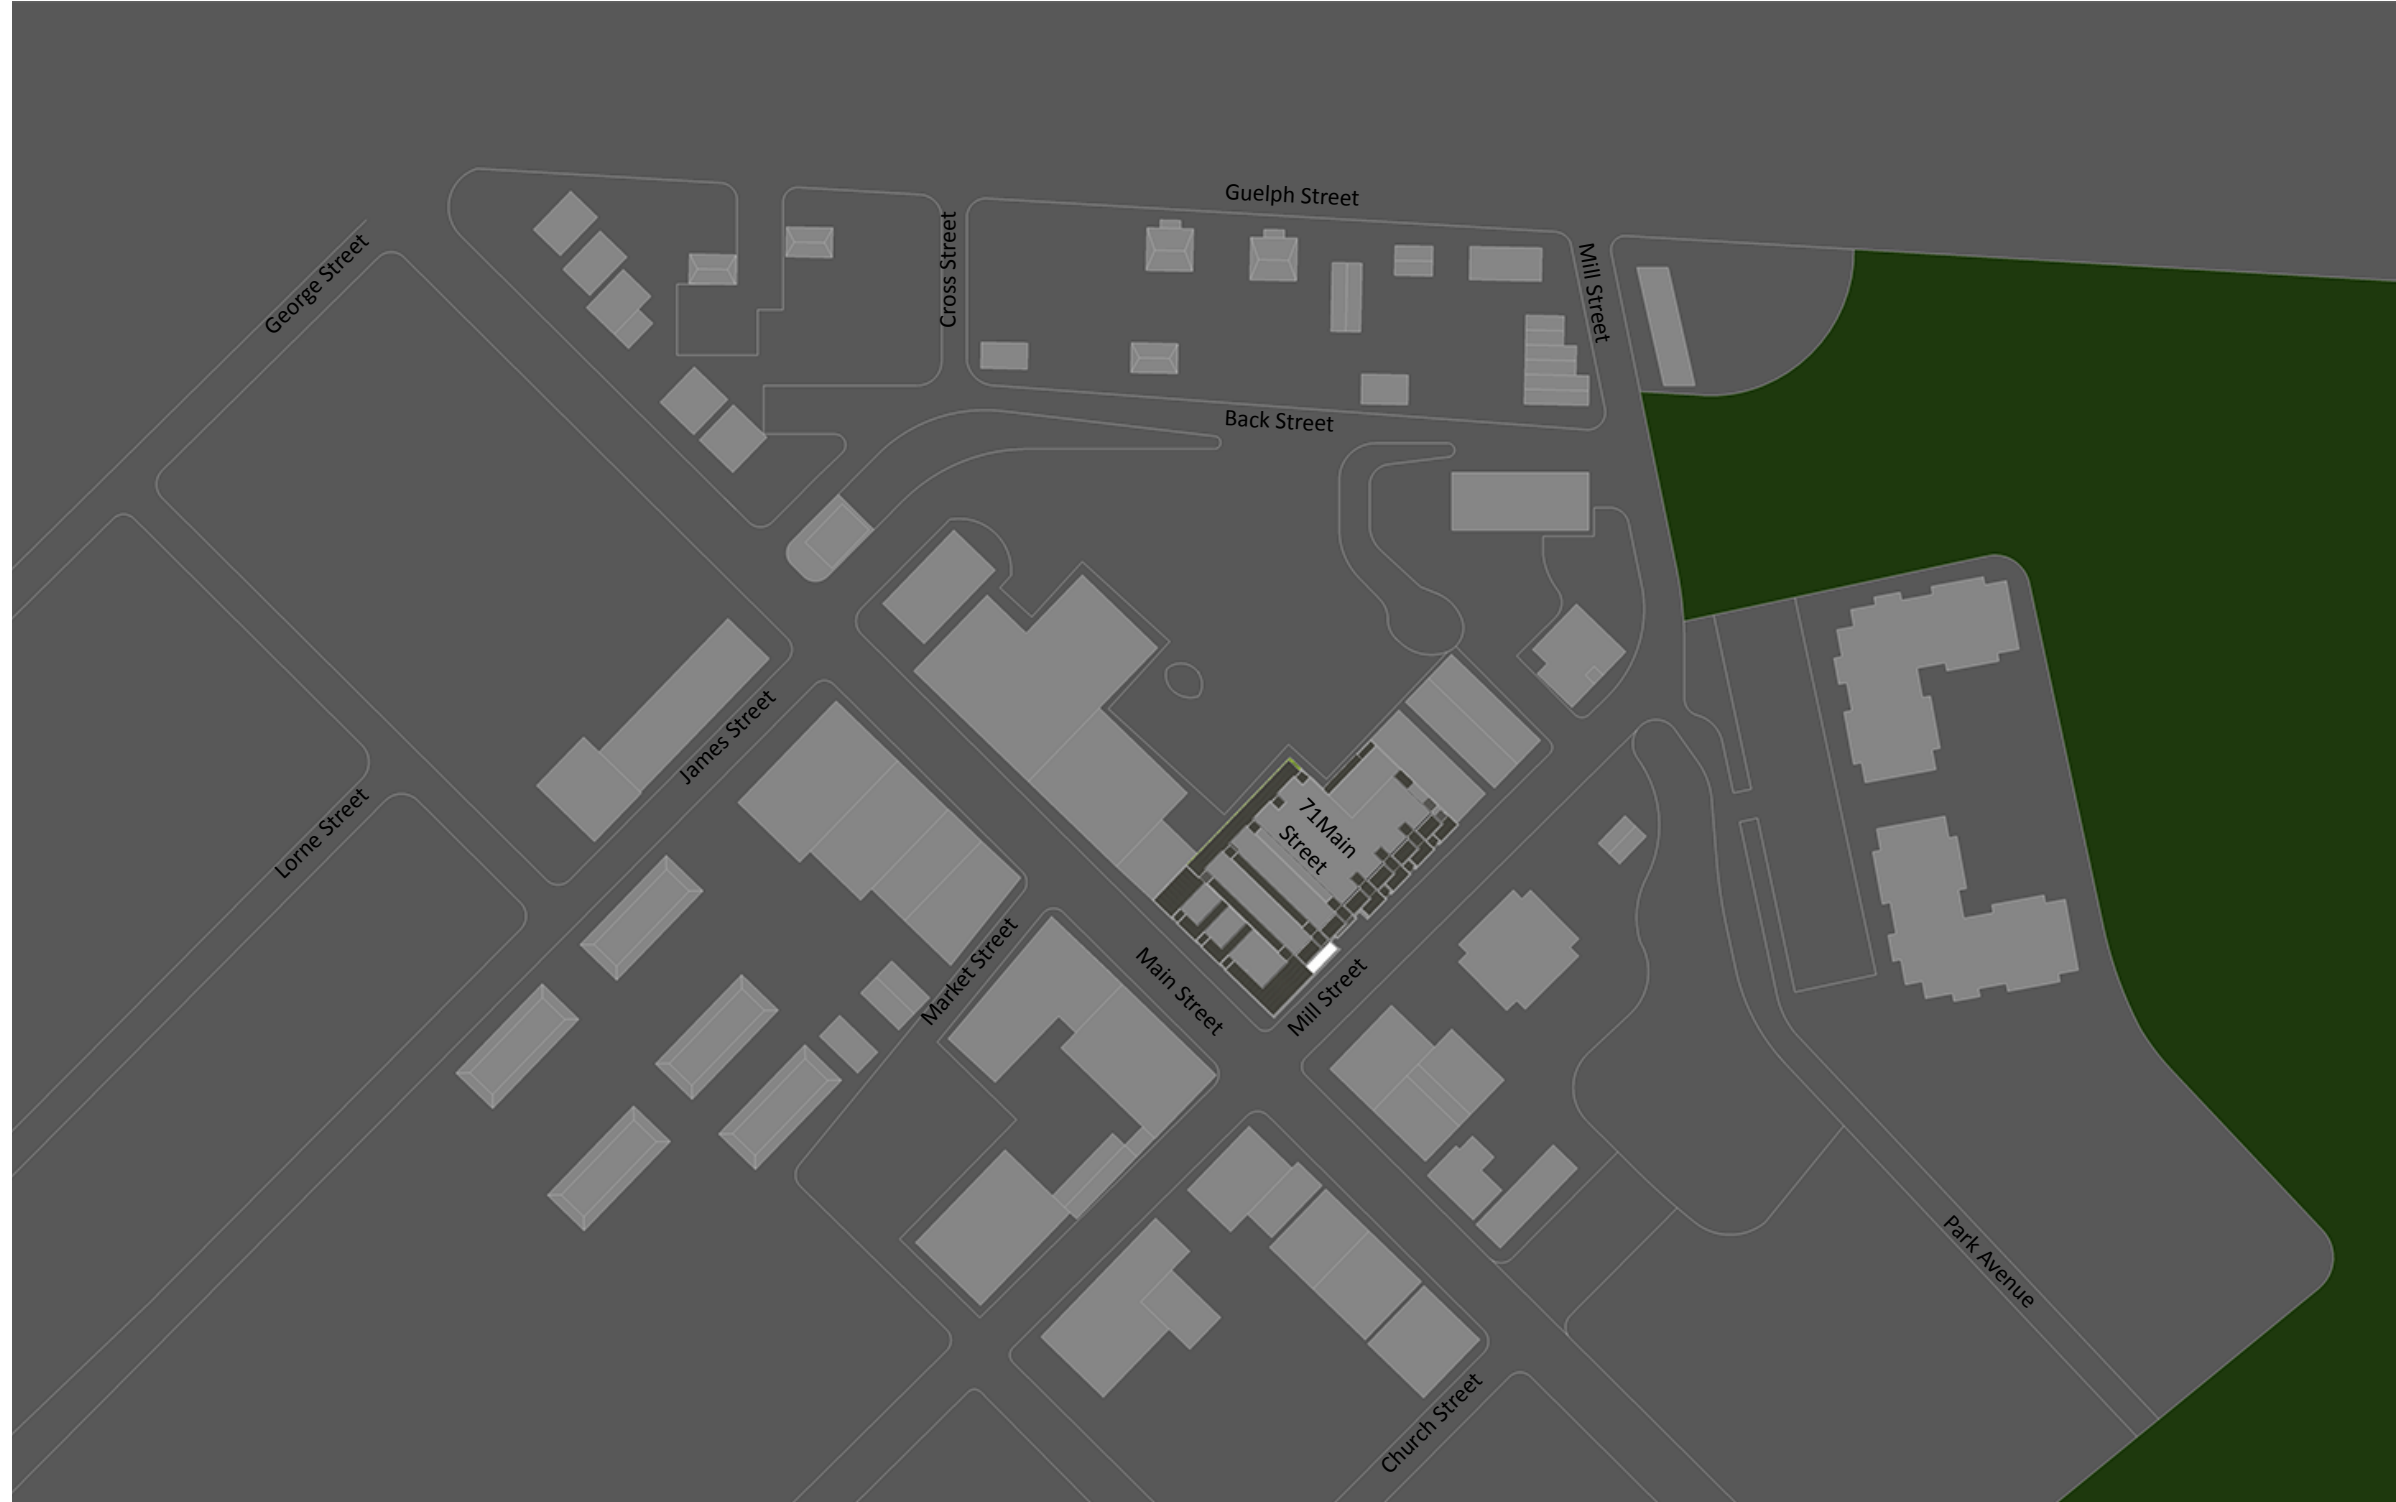 Guelph Street
Mill Street
Cross Street
George Street
Back Street
James Street
Lorne Street
71Main
Street
Market Street
Main Street
Mill Street
Park Avenue
Church Street